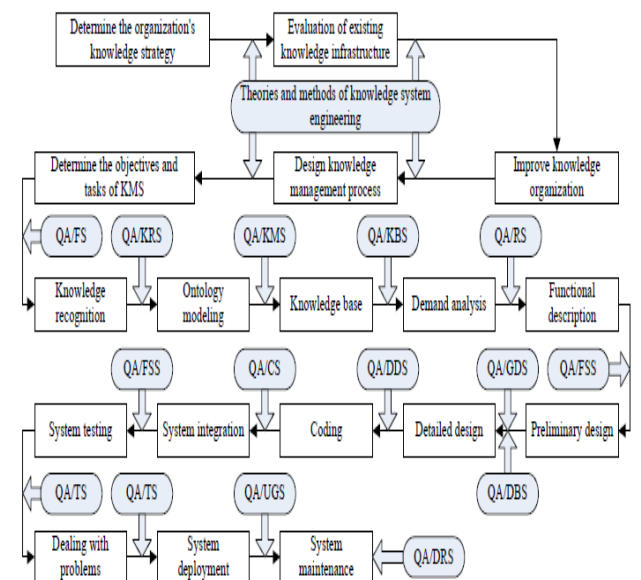 Determine the organization's
knowledge strategy
Evaluation of existing
knowledge infrastructure
Theories and methods of knowledge system
engineering
Determine the objectives and
tasks of KMS
Design knowledge
management process
Improve knowledge
organization
QA/FS
QA/KRS
QA/KMS
QA/KBS
QA/RS
Knowledge
recognition
Ontology
modeling
Knowledge base
Demand analysis
Functional
description
QA/FSS
QA/CS
QA/DDS
QA/GDS
QA/FSS
System testing
System integration
Coding
Detailed design
Preliminary design
QA/TS
QA/TS
QA/UGS
QA/DBS
Dealing with
problems
System
deployment
System
maintenance
QA/DRS